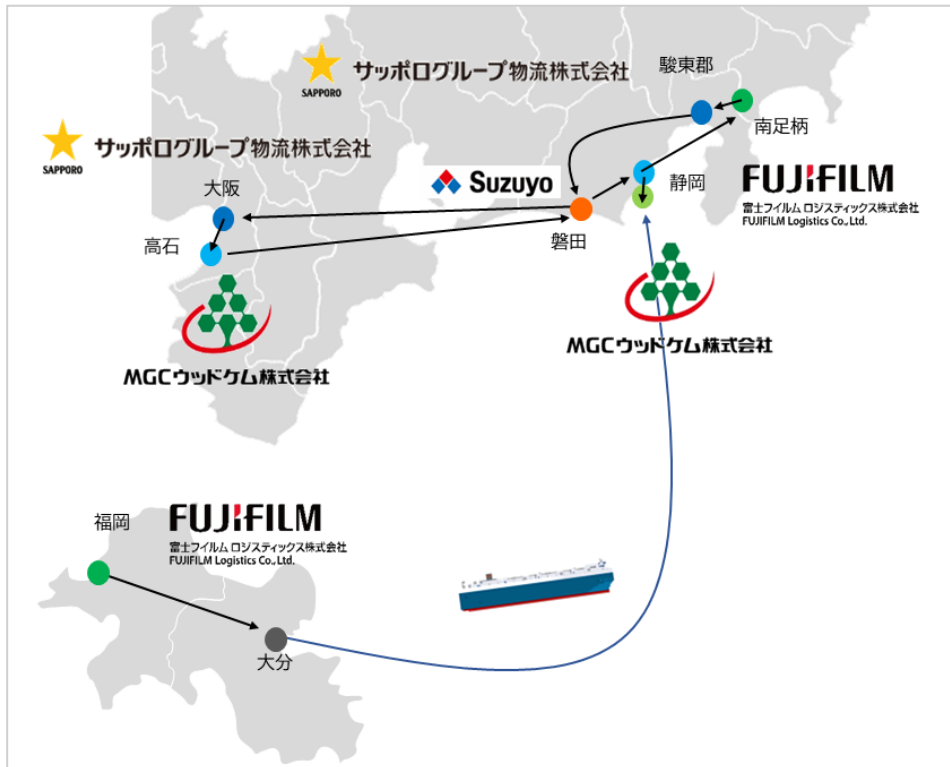 サッポログループ物流株式会社
SAPPORO
駿東郡
南足柄
サッポログループ物流株式会社
SAPPORO
大阪
Suzuyo
静岡
FUJIFILM
富士フイルム ロジスティックス株式会社
FUJIFILM Logistics Co., Ltd.
高石
磐田
MGCウッドケム株式会社
MGCウッドケム株式会社
福岡
FUJIFILM
富士フイルム ロジスティックス株式会社
FUJIFILM Logistics Co., Ltd.
大分